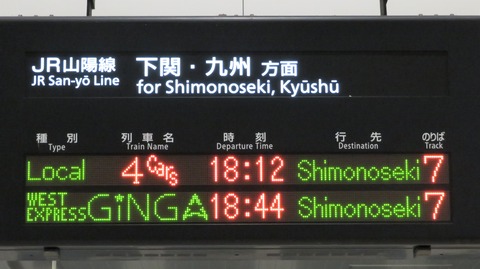 JR山陽線 下関・九州 方面
JR San-yō Line for Shimonoseki, Kyūshū
種別 列車名 時刻 行先 のりば
Type Train Name Departure Time Destination Track
Local 4Cars 18:12 Shimonoseki 7
WEST EXPRESS GiNGA 18:44 Shimonoseki 7